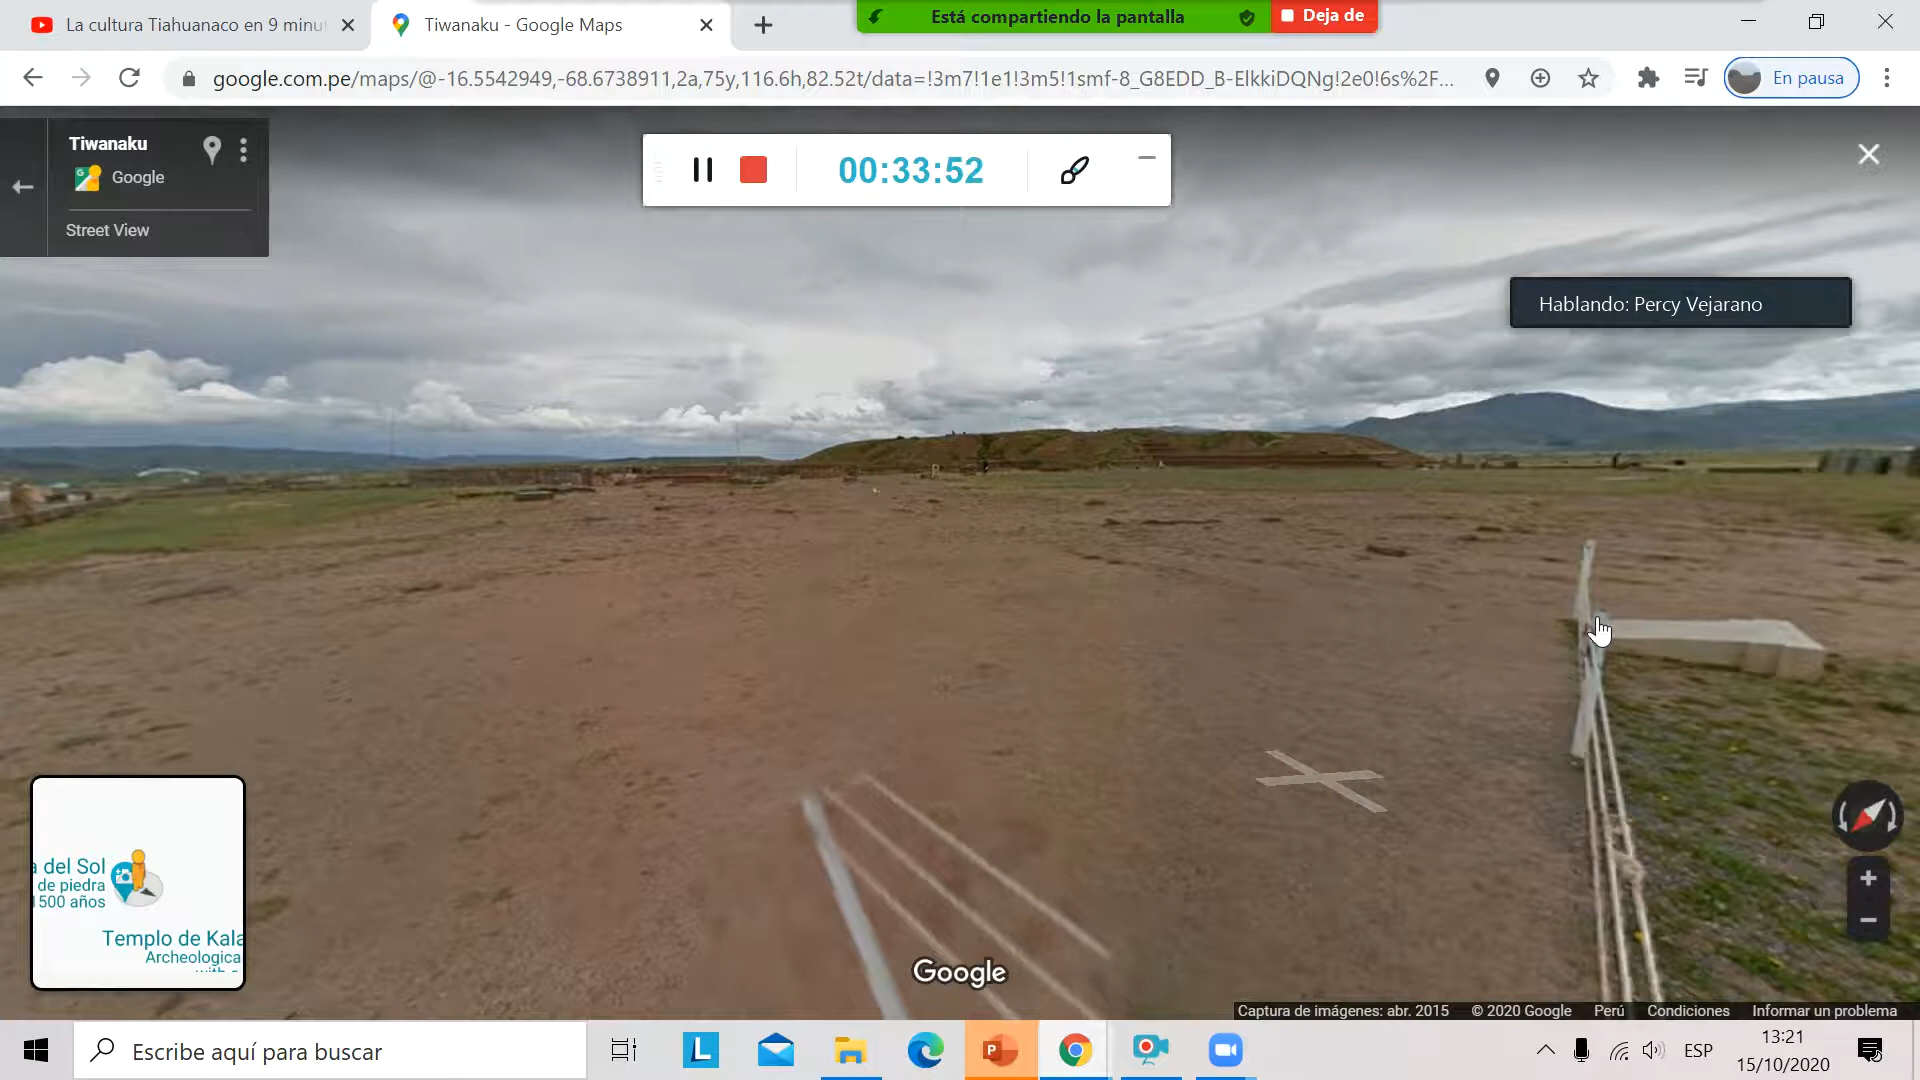 La cultura Tiahuanaco en 9 minu
Tiwanaku - Google Maps
Está compartiendo la pantalla
Deja de
google.com.pe/maps/@-16.5542949,-68.6738911,2a,75y,116.6h,82.52t/data=!3m7!1e1!3m5!1smf-8_G8EDD_B-ElkkiDQNg!2e0!6s%2F...
En pausa
Tiwanaku
Google
Street View
00:33:52
Hablando: Percy Vejarano
a del Sol
de piedra
1500 años
Templo de Kala
Archeologica
Google
Captura de imágenes: abr. 2015
© 2020 Google
Perú
Condiciones
Informar un problema
Escribe aquí para buscar
L
P
ESP
13:21
15/10/2020